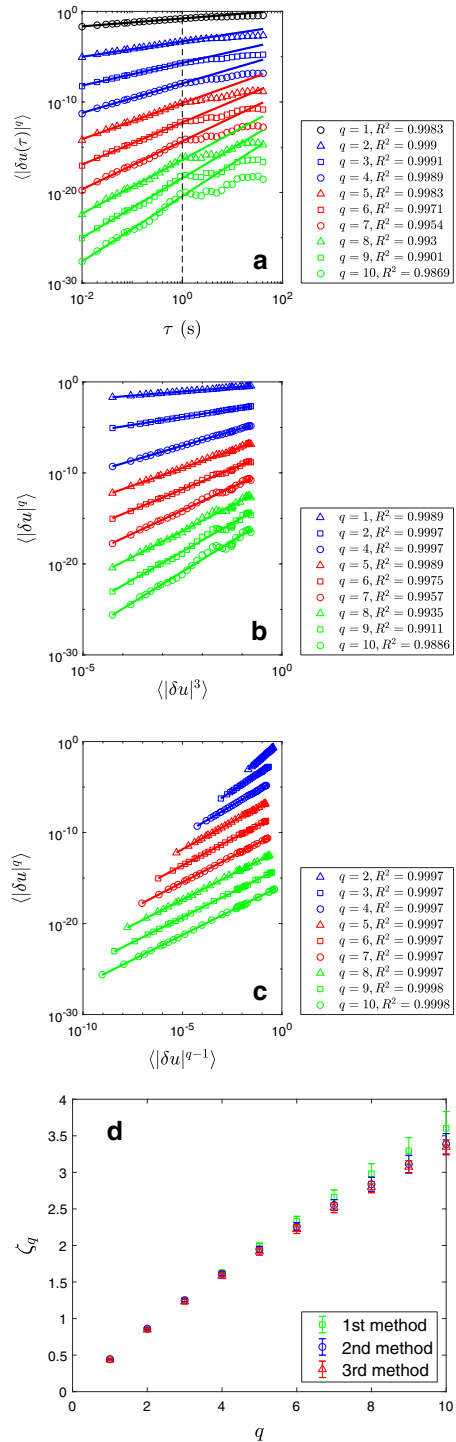 10^0
10^-10
10^-20
10^-30
⟨|δu(τ)|^q⟩
a
10^-2
10^0
10^2
τ (s)
q = 1, R^2 = 0.9983
q = 2, R^2 = 0.999
q = 3, R^2 = 0.9991
q = 4, R^2 = 0.9989
q = 5, R^2 = 0.9983
q = 6, R^2 = 0.9971
q = 7, R^2 = 0.9954
q = 8, R^2 = 0.993
q = 9, R^2 = 0.9901
q = 10, R^2 = 0.9869
10^0
10^-10
10^-20
10^-30
⟨|δu|^q⟩
b
10^-5
10^0
⟨|δu|^3⟩
q = 1, R^2 = 0.9989
q = 2, R^2 = 0.9997
q = 4, R^2 = 0.9997
q = 5, R^2 = 0.9989
q = 6, R^2 = 0.9975
q = 7, R^2 = 0.9957
q = 8, R^2 = 0.9935
q = 9, R^2 = 0.9911
q = 10, R^2 = 0.9886
10^0
10^-10
10^-20
10^-30
⟨|δu|^q⟩
c
10^-10
10^-5
10^0
⟨|δu|^q-1⟩
q = 2, R^2 = 0.9997
q = 3, R^2 = 0.9997
q = 4, R^2 = 0.9997
q = 5, R^2 = 0.9997
q = 6, R^2 = 0.9997
q = 7, R^2 = 0.9997
q = 8, R^2 = 0.9997
q = 9, R^2 = 0.9998
q = 10, R^2 = 0.9998
d
4
3.5
3
2.5
2
1.5
1
0.5
0
ζ_q
1st method
2nd method
3rd method
0
2
4
6
8
10
q